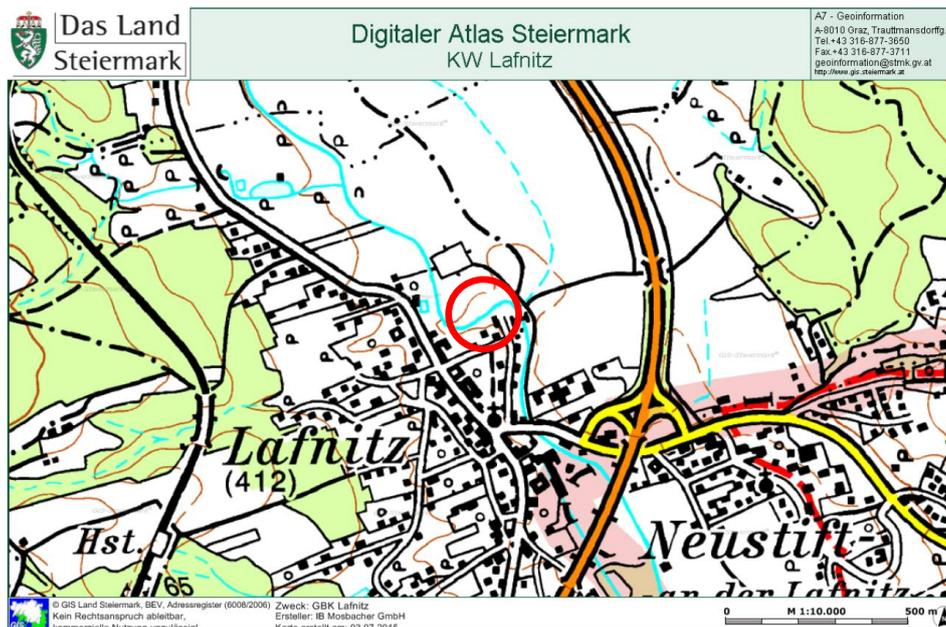 Das Land
Steiermark
Digitaler Atlas Steiermark
KW Lafnitz
A7 - Geoinformation
A-8010 Graz, Trauttmansdorffg.
Tel.+43 316-877-3650
Fax.+43 316-877-3711
geoinformation@stmk.gv.at
http://www.gis.steiermark.at
Lafnitz
(412)
Hst.
65
Neustift
an der Lafnitz
© GIS Land Steiermark, BEV, Adressregister (6008/2006)
Kein Rechtsanspruch ableitbar,
Zweck: GBK Lafnitz
Ersteller: IB Mosbacher GmbH
0 M 1:10.000 500 m